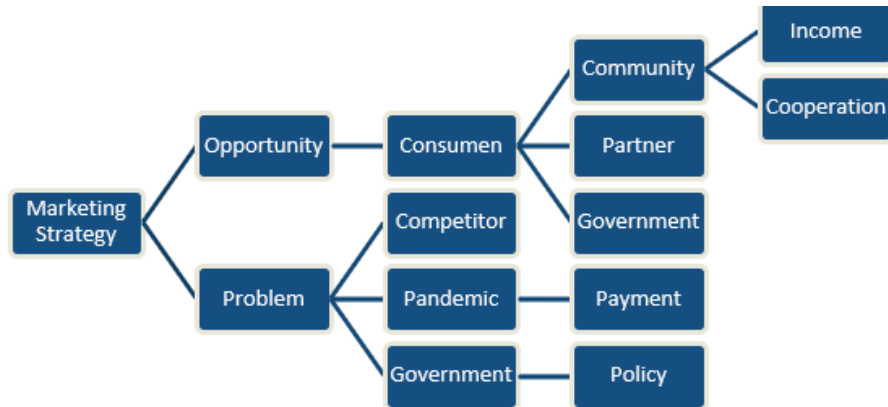 Income
Community
Cooperation
Opportunity
Consumen
Partner
Marketing
Strategy
Competitor
Government
Problem
Pandemic
Payment
Government
Policy